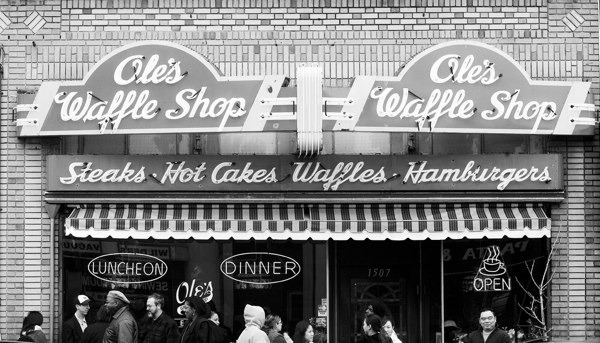 Ole's
Waffle Shop
Ole's
Waffle Shop
Steaks · Hot Cakes Waffles · Hamburgers
LUNCHEON
DINNER
Ole's
1507
OPEN